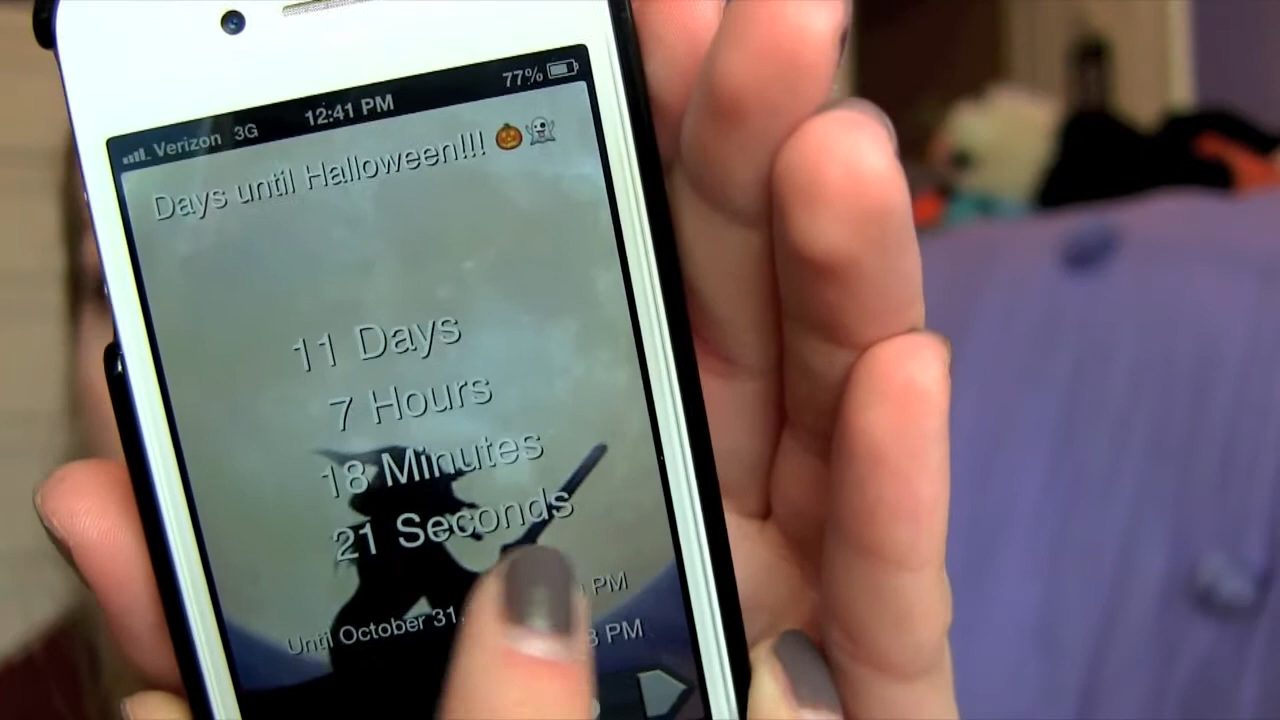 Verizon 3G 12:41 PM 77%
Days until Halloween!!! 🎃👻
11 Days
7 Hours
18 Minutes
21 Seconds
Until October 31, PM
3 PM